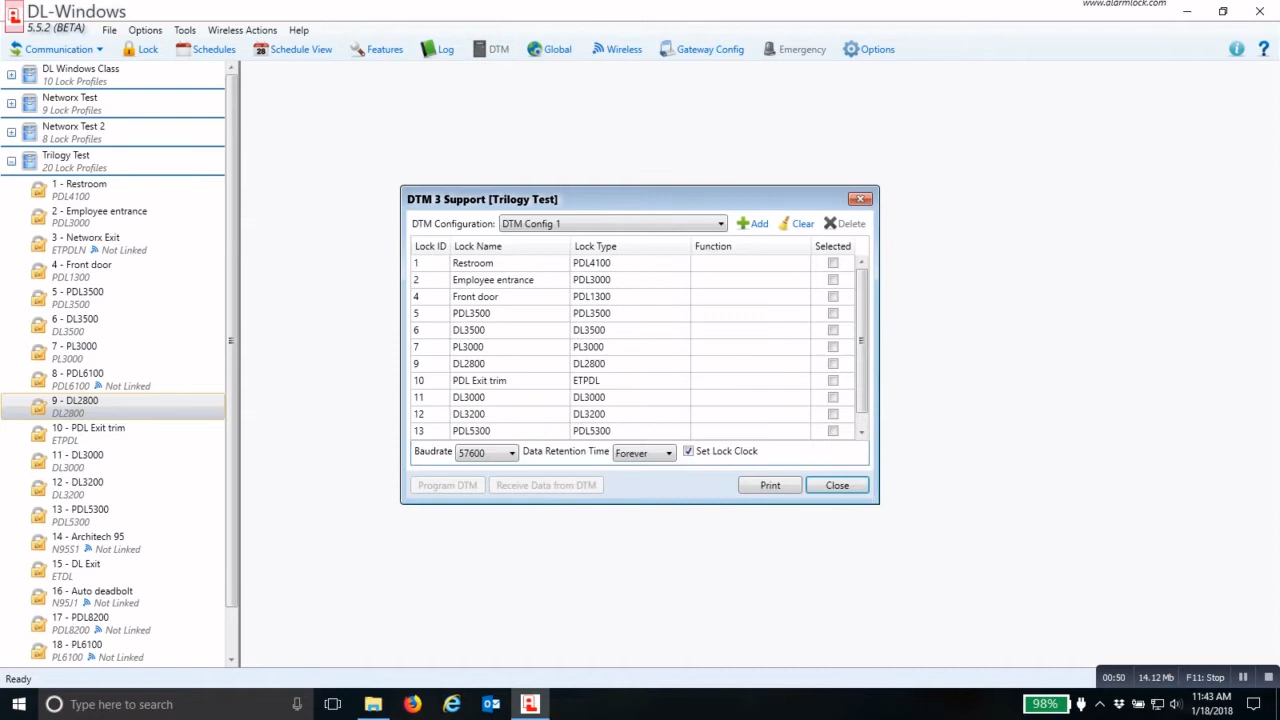 www.alarmlock.com
DL-Windows
5.5.2 (BETA)
File Options Tools Wireless Actions Help
Communication Lock Schedules 28 Schedule View Features Log DTM Global Wireless Gateway Config Emergency Options
DL Windows Class
10 Lock Profiles
Networx Test
9 Lock Profiles
Networx Test 2
8 Lock Profiles
Trilogy Test
20 Lock Profiles
1 - Restroom
PDL4100
2 - Employee entrance
PDL3000
3 - Networx Exit
ETPDLN Not Linked
4 - Front door
PDL1300
5 - PDL3500
PDL3500
6 - DL3500
DL3500
7 - PL3000
PL3000
8 - PDL6100
PDL6100 Not Linked
9 - DL2800
DL2800
10 - PDL Exit trim
ETPDL
11 - DL3000
DL3000
12 - DL3200
DL3200
13 - PDL5300
PDL5300
14 - Architech 95
N95S1 Not Linked
15 - DL Exit
ETDL
16 - Auto deadbolt
N95J1 Not Linked
17 - PDL8200
PDL8200 Not Linked
18 - PL6100
PL6100 Not Linked
DTM 3 Support [Trilogy Test]
DTM Configuration: DTM Config 1 Add Clear Delete
Lock ID Lock Name Lock Type Function Selected
1 Restroom PDL4100
2 Employee entrance PDL3000
4 Front door PDL1300
5 PDL3500 PDL3500
6 DL3500 DL3500
7 PL3000 PL3000
9 DL2800 DL2800
10 PDL Exit trim ETPDL
11 DL3000 DL3000
12 DL3200 DL3200
13 PDL5300 PDL5300
Baudrate 57600 Data Retention Time Forever Set Lock Clock
Program DTM Receive Data from DTM Print Close
Ready
00:50 14.12 Mb F11: Stop
Type here to search
98%
11:43 AM
1/18/2018